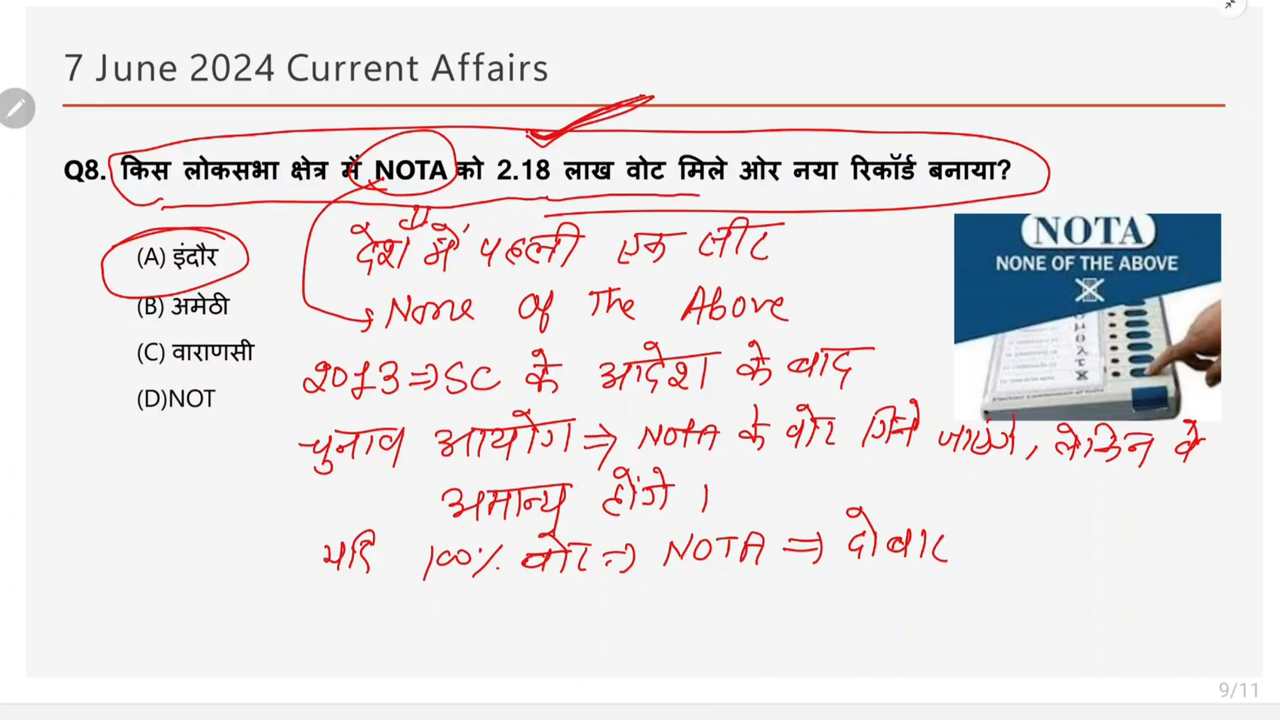 7 June 2024 Current Affairs
Q8. किस लोकसभा क्षेत्र में NOTA को 2.18 लाख वोट मिले ओर नया रिकॉर्ड बनाया?
(A) इंदौर
(B) अमेठी
(C) वाराणसी
(D)NOT
देश में पहली एक सीट
None Of The Above
2013 ⇒ SC के आदेश के बाद
चुनाव आयोग ⇒ NOTA के वोट गिने जाएंगे, लेकिन वे
अमान्य होंगे ।
यदि 100% वोट ⇒ NOTA ⇒ दोबार
NOTA
NONE OF THE ABOVE
9/11